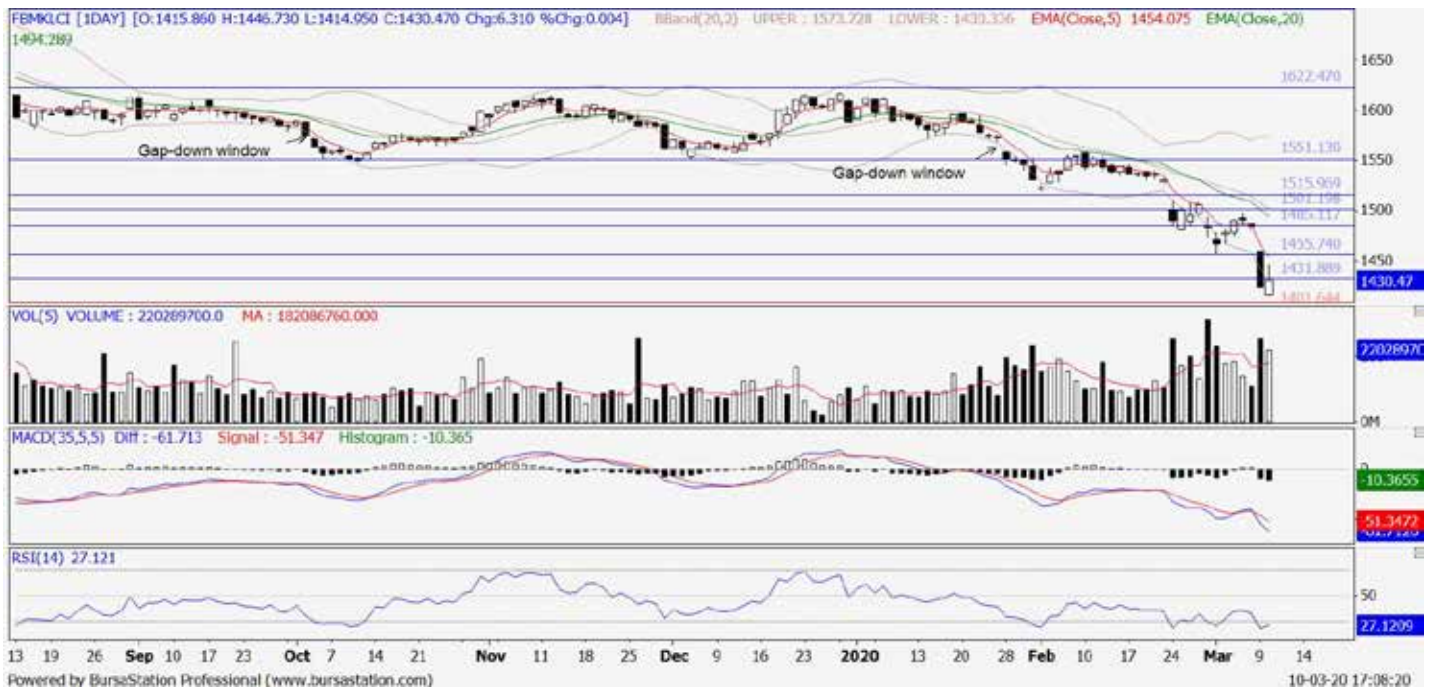 FBMKLCI [1DAY] [O:1415.860 H:1446.730 L:1414.950 C:1430.470 Chg:6.310 %Chg:0.004] BBand(20,2) UPPER : 1573.728 LOWER : 1433.336 EMA(Close,5) 1454.075 EMA(Close,20)
1494.289
1650
1622.470
1600
Gap-down window
1551.130
1550
Gap-down window
1515.959
1501.198
1500
1485.117
1455.740
1450
1431.889
1430.47
1401.644
VOL(5) VOLUME : 220289700.0 MA : 182086760.000
2202897
0M
MACD(35,5,5) Diff : -61.713 Signal : -51.347 Histogram : -10.365
0
-10.3655
-51.3472
RSI(14) 27.121
50
27.1209
13 19 26 Sep 10 17 23 Oct 7 14 21 Nov 11 18 25 Dec 9 16 23 2020 13 20 28 Feb 10 17 24 Mar 9 14
Powered by BursaStation Professional (www.bursastation.com) 10-03-20 17:08:20